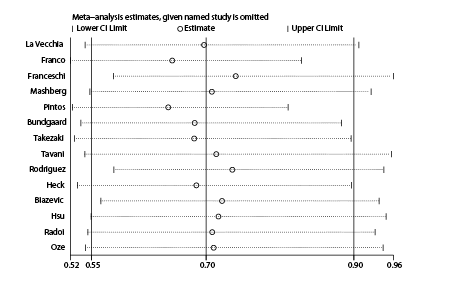 Meta–analysis estimates, given named study is omitted
Lower CI Limit Estimate Upper CI Limit
La Vecchia
Franco
Franceschi
Mashberg
Pintos
Bundgaard
Takezaki
Tavani
Rodriguez
Heck
Biazevic
Hsu
Radoi
Oze
0.52 0.55 0.70 0.90 0.96